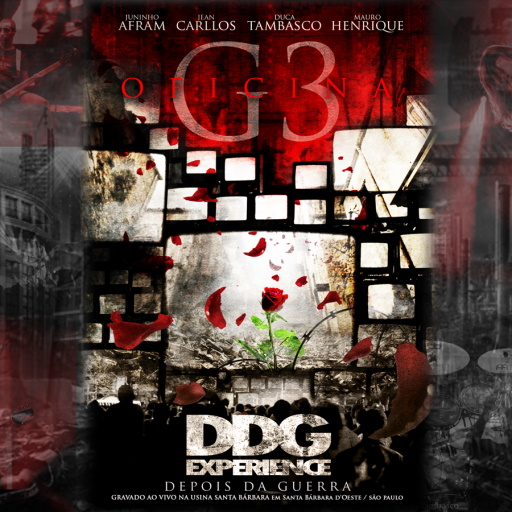 JUNINHO AFRAM
JEAN CARLLOS
DUCA TAMBASCO
MAURO HENRIQUE
OFICINA
G3
DDG
EXPERIENCE
DEPOIS DA GUERRA
GRAVADO AO VIVO NA USINA SANTA BÁRBARA EM SANTA BÁRBARA D'OESTE / SÃO PAULO